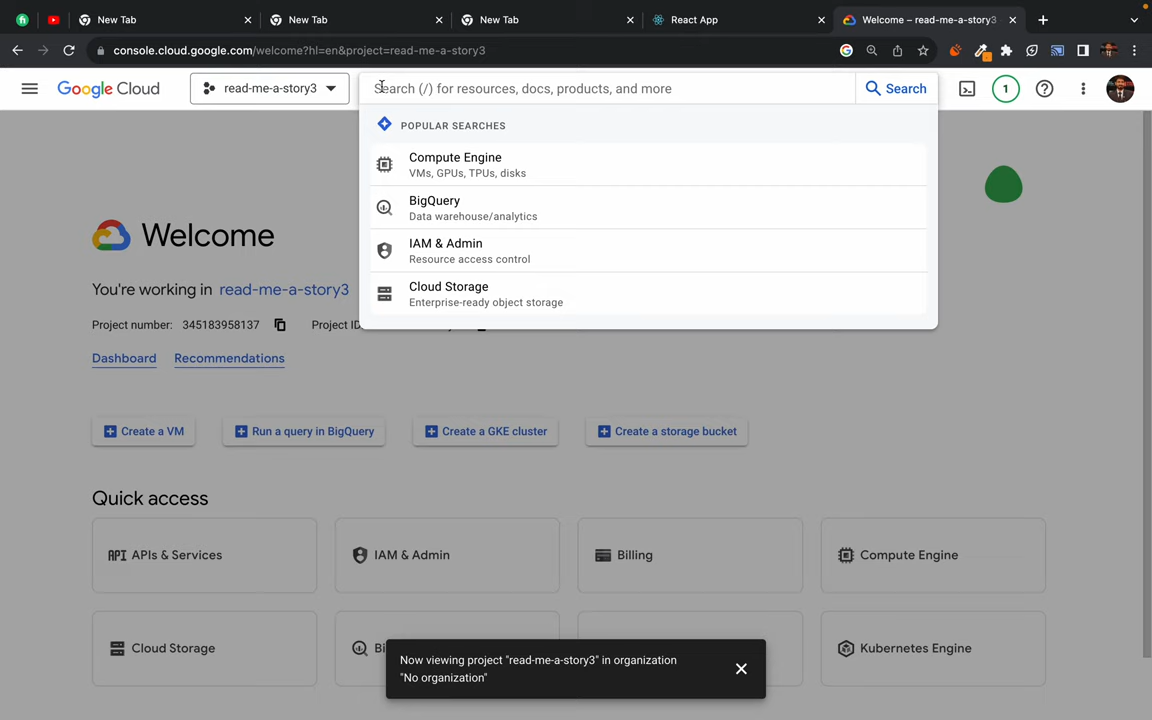 New Tab
New Tab
New Tab
React App
Welcome – read-me-a-story3
console.cloud.google.com/welcome?hl=en&project=read-me-a-story3
Google Cloud
read-me-a-story3
Search (/) for resources, docs, products, and more
Search
1
POPULAR SEARCHES
Compute Engine
VMs, GPUs, TPUs, disks
BigQuery
Data warehouse/analytics
IAM & Admin
Resource access control
Cloud Storage
Enterprise-ready object storage
Welcome
You're working in read-me-a-story3
Project number: 345183958137
Project ID
Dashboard
Recommendations
Create a VM
Run a query in BigQuery
Create a GKE cluster
Create a storage bucket
Quick access
API APIs & Services
IAM & Admin
Billing
Compute Engine
Cloud Storage
Bi
Kubernetes Engine
Now viewing project "read-me-a-story3" in organization
"No organization"